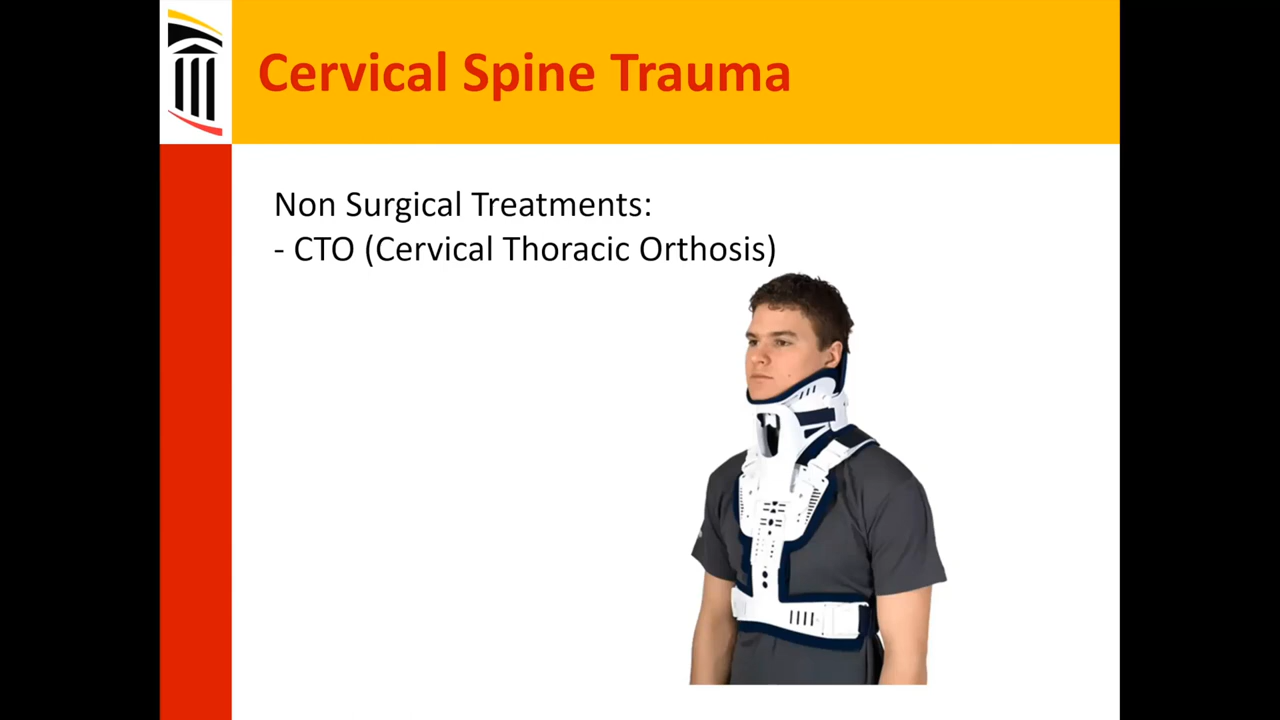 Cervical Spine Trauma
Non Surgical Treatments:
- CTO (Cervical Thoracic Orthosis)